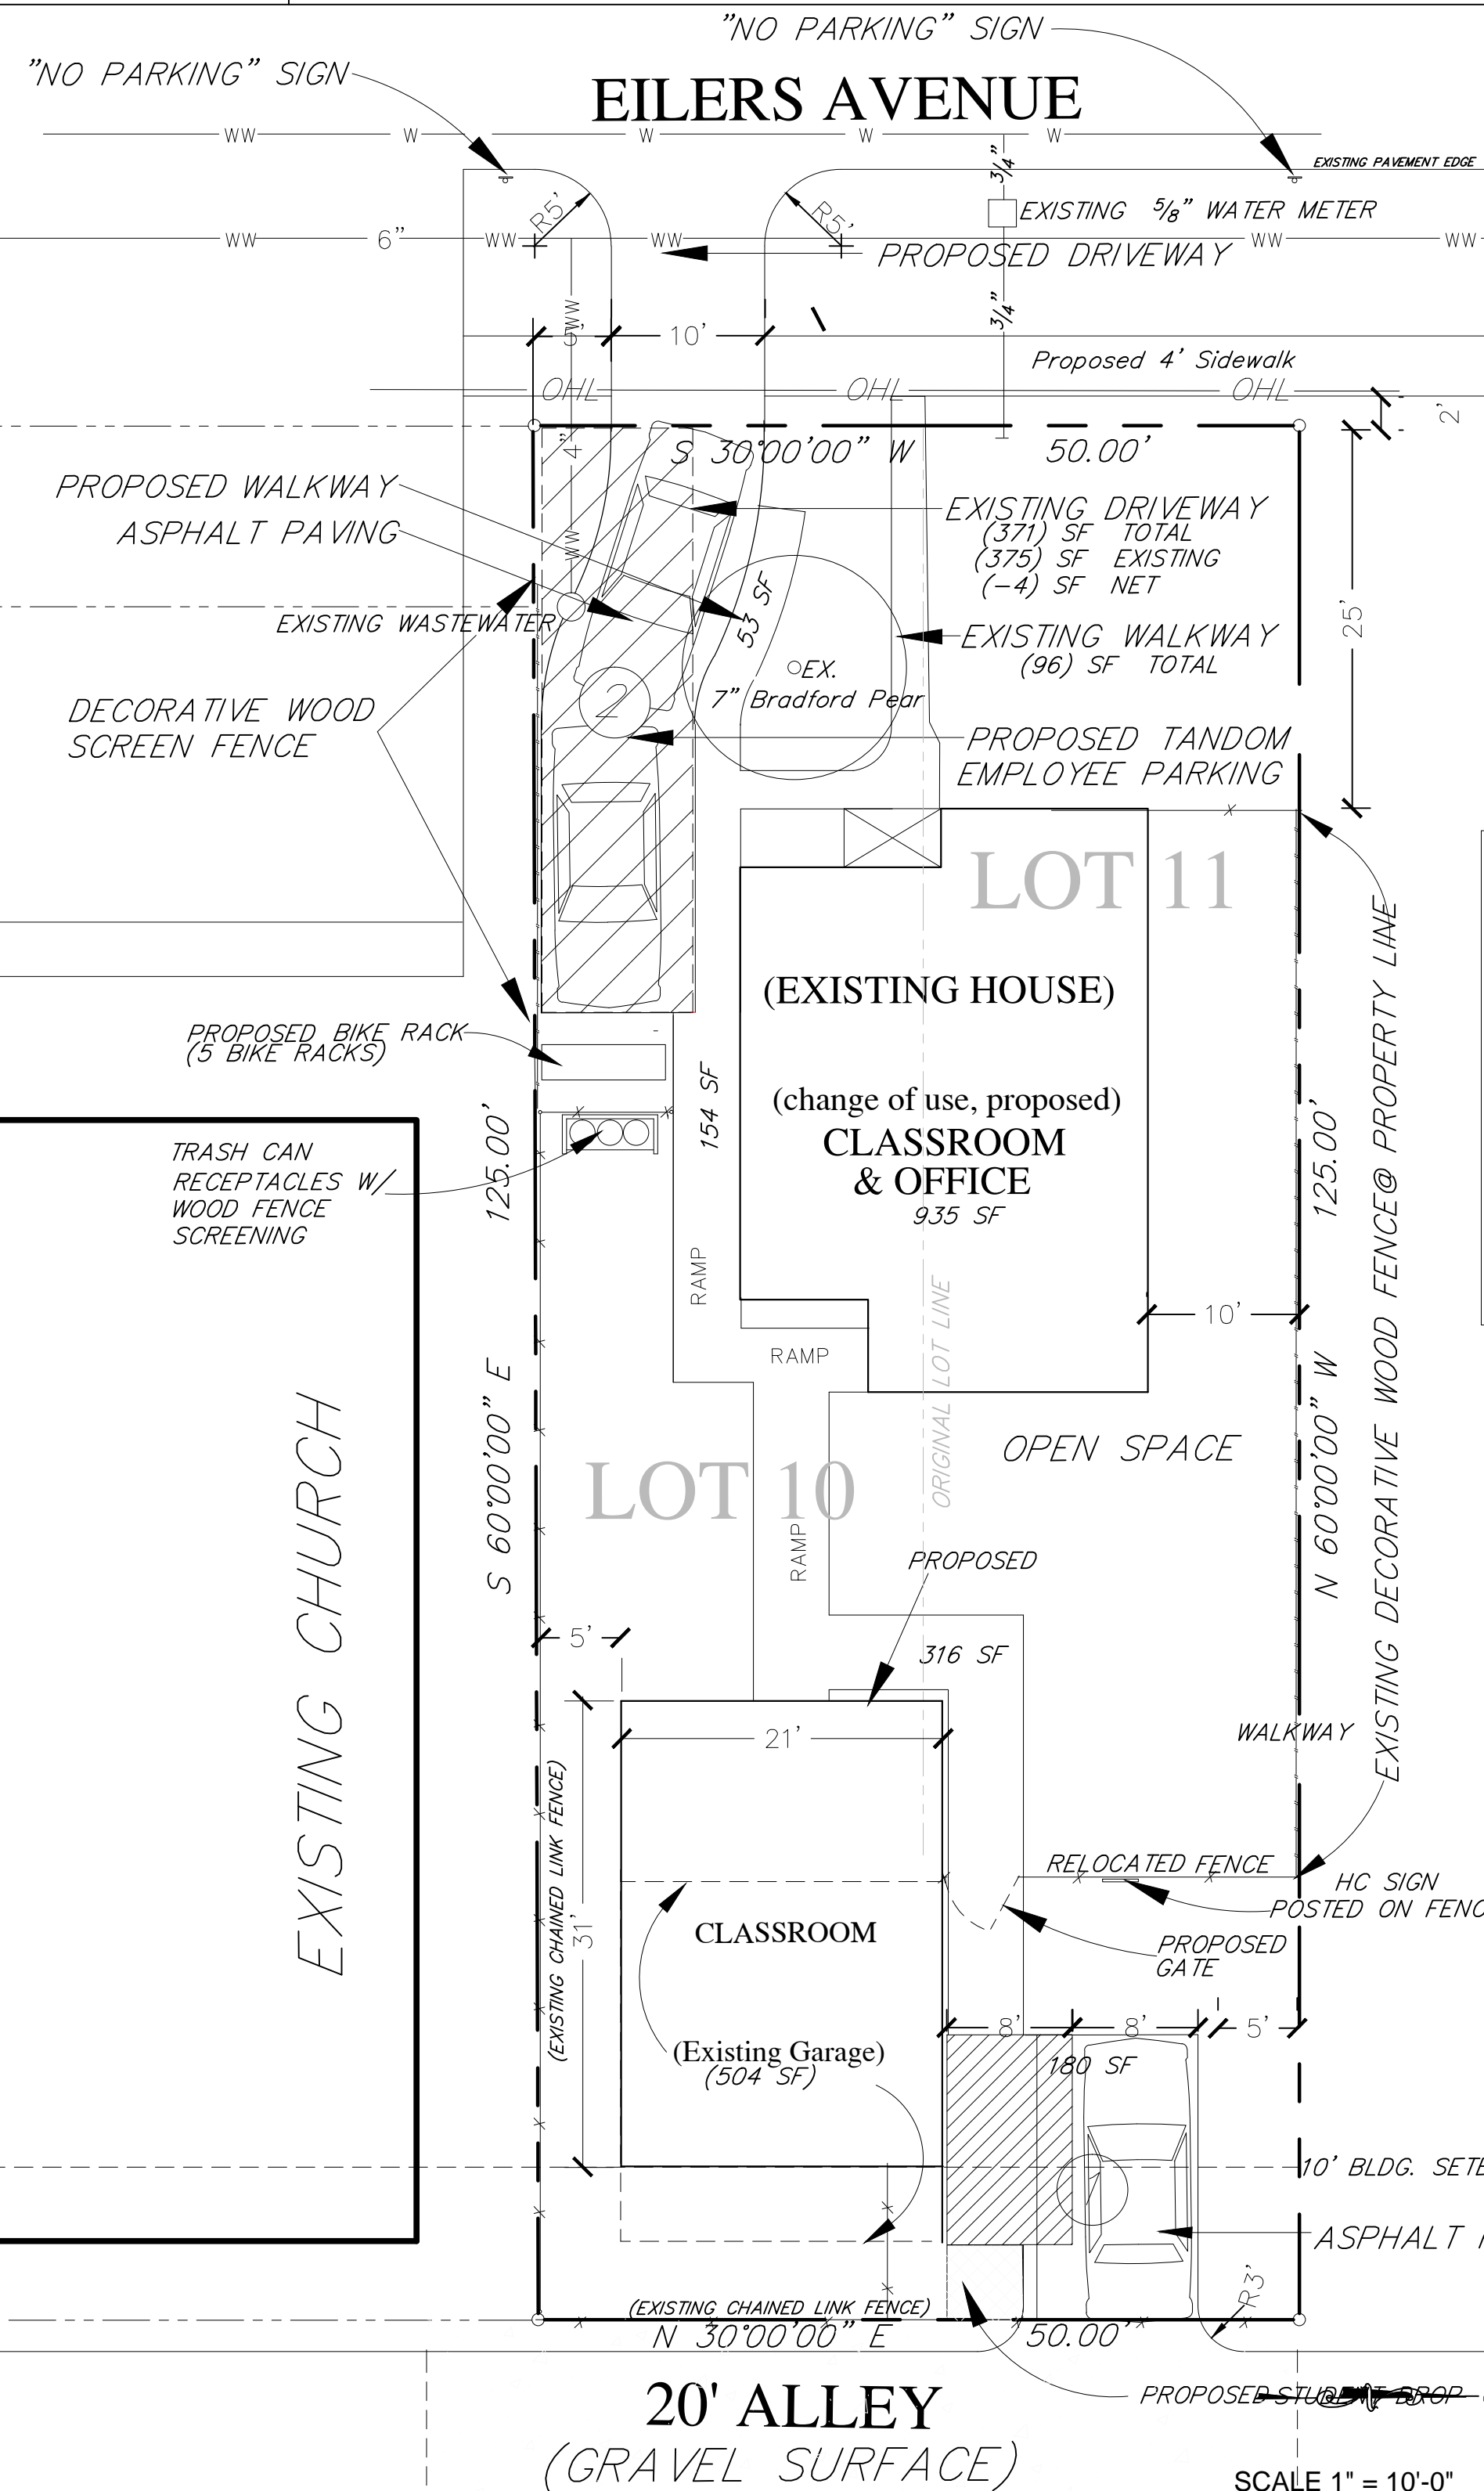 "NO PARKING" SIGN
"NO PARKING" SIGN
EILERS AVENUE
WW W W W W
3/4"
EXISTING PAVEMENT EDGE
R5'
R5'
EXISTING 5/8" WATER METER
WW 6" WW WW WW WW
PROPOSED DRIVEWAY
WW
3/4"
5'
10'
Proposed 4' Sidewalk
OHL OHL OHL
2'
4"
S 30°00'00" W 50.00'
PROPOSED WALKWAY
ASPHALT PAVING
EXISTING DRIVEWAY
(371) SF TOTAL
(375) SF EXISTING
(-4) SF NET
WW
53 SF
25'
EXISTING WASTEWATER
EXISTING WALKWAY
(96) SF TOTAL
EX.
7" Bradford Pear
2
DECORATIVE WOOD
SCREEN FENCE
PROPOSED TANDOM
EMPLOYEE PARKING
X
LOT 11
EXISTING DECORATIVE WOOD FENCE@ PROPERTY LINE
(EXISTING HOUSE)
PROPOSED BIKE RACK
(5 BIKE RACKS)
154 SF
(change of use, proposed)
CLASSROOM
& OFFICE
935 SF
125.00'
125.00'
TRASH CAN
RECEPTACLES W/
WOOD FENCE
SCREENING
RAMP
10'
RAMP
ORIGINAL LOT LINE
S 60°00'00" E
N 60°00'00" W
OPEN SPACE
LOT 10
EXISTING CHURCH
RAMP
PROPOSED
5'
316 SF
21'
WALKWAY
(EXISTING CHAINED LINK FENCE)
31'
RELOCATED FENCE
HC SIGN
POSTED ON FENC
CLASSROOM
PROPOSED
GATE
8' 8' 5'
(Existing Garage)
(504 SF)
180 SF
10' BLDG. SETB
ASPHALT
R3'
(EXISTING CHAINED LINK FENCE)
N 30°00'00" E 50.00'
20' ALLEY
PROPOSED STUDENT DROP
(GRAVEL SURFACE)
SCALE 1" = 10'-0"